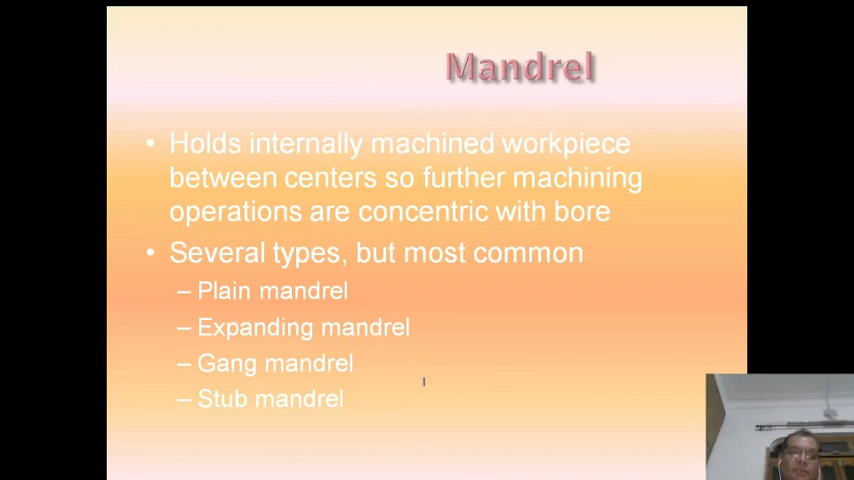 Mandrel
• Holds internally machined workpiece
between centers so further machining
operations are concentric with bore
• Several types, but most common
– Plain mandrel
– Expanding mandrel
– Gang mandrel
– Stub mandrel